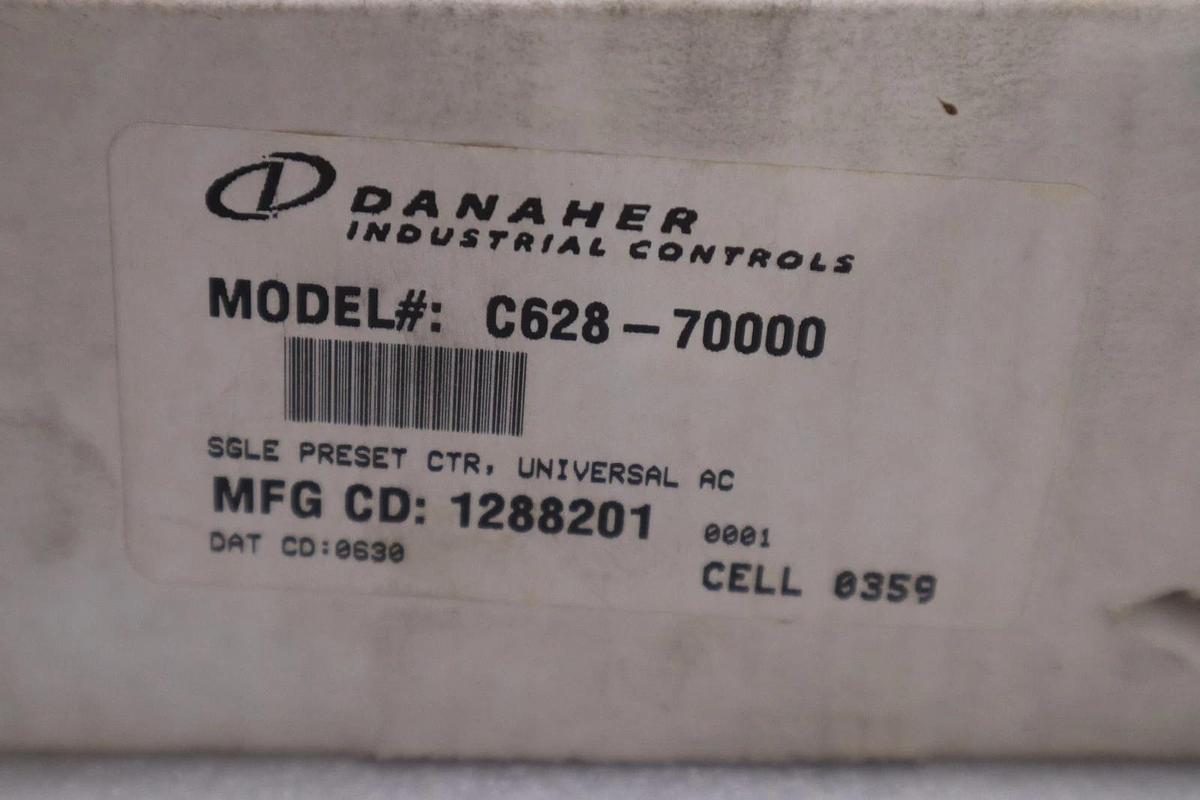 DANAHER
INDUSTRIAL CONTROLS
MODEL#: C628-70000
SGLE PRESET CTR, UNIVERSAL AC
MFG CD: 1288201 0001
DAT CD:0630
CELL 0359